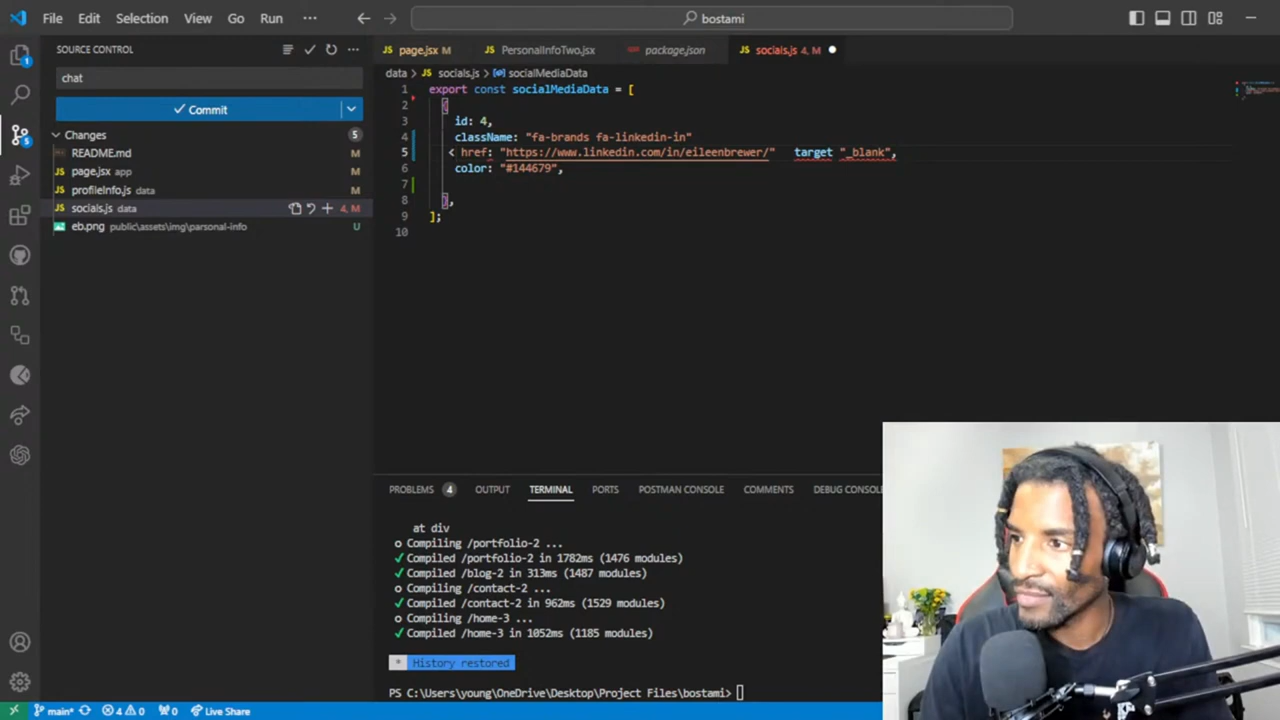 File Edit Selection View Go Run ··· bostami
SOURCE CONTROL
chat
Commit
Changes 5
README.md M
page.jsx app M
profileInfo.js data M
socials.js data 4, M
eb.png public\assets\img\parsonal-info U
page.jsx M PersonalInfoTwo.jsx package.json socials.js 4, M
data > socials.js > socialMediaData
1 export const socialMediaData = [
2 {
3 id: 4,
4 className: "fa-brands fa-linkedin-in"
5 < href: "https://www.linkedin.com/in/eileenbrewer/" target "_blank",
6 color: "#144679",
7
8 },
9 ];
10
PROBLEMS 4 OUTPUT TERMINAL PORTS POSTMAN CONSOLE COMMENTS DEBUG CONSOLE
at div
○ Compiling /portfolio-2 ...
✓ Compiled /portfolio-2 in 1782ms (1476 modules)
✓ Compiled /blog-2 in 313ms (1487 modules)
○ Compiling /contact-2 ...
✓ Compiled /contact-2 in 962ms (1529 modules)
○ Compiling /home-3 ...
✓ Compiled /home-3 in 1052ms (1185 modules)
* History restored
PS C:\Users\young\OneDrive\Desktop\Project Files\bostami>
main* 4 0 0 Live Share